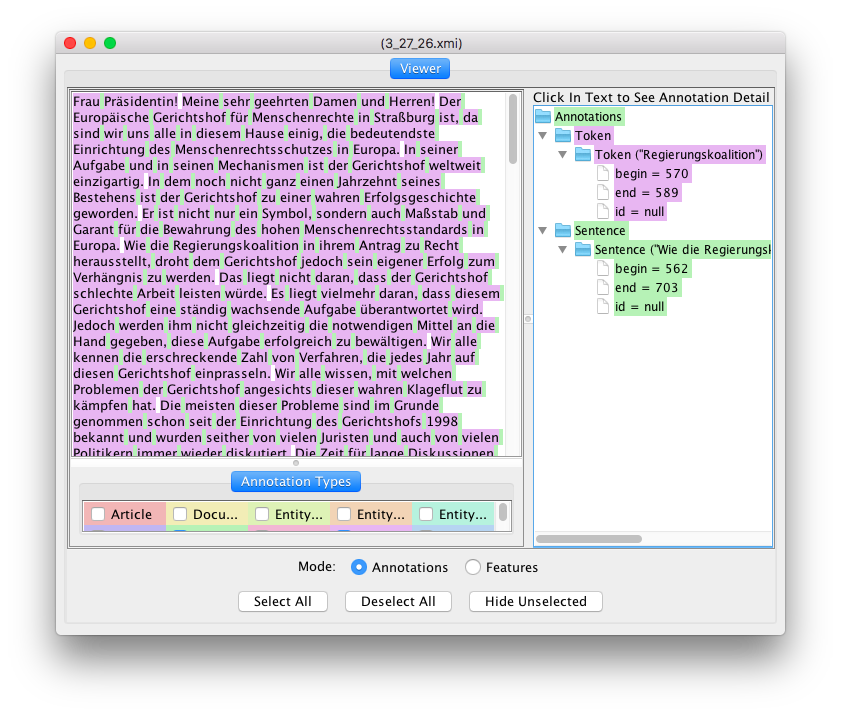 (3_27_26.xmi)
Viewer
Frau Präsidentin! Meine sehr geehrten Damen und Herren! Der
Europäische Gerichtshof für Menschenrechte in Straßburg ist, da
sind wir uns alle in diesem Hause einig, die bedeutendste
Einrichtung des Menschenrechtsschutzes in Europa. In seiner
Aufgabe und in seinen Mechanismen ist der Gerichtshof weltweit
einzigartig. In dem noch nicht ganz einen Jahrzehnt seines
Bestehens ist der Gerichtshof zu einer wahren Erfolgsgeschichte
geworden. Er ist nicht nur ein Symbol, sondern auch Maßstab und
Garant für die Bewahrung des hohen Menschenrechtsstandards in
Europa. Wie die Regierungskoalition in ihrem Antrag zu Recht
herausstellt, droht dem Gerichtshof jedoch sein eigener Erfolg zum
Verhängnis zu werden. Das liegt nicht daran, dass der Gerichtshof
schlechte Arbeit leisten würde. Es liegt vielmehr daran, dass diesem
Gerichtshof eine ständig wachsende Aufgabe überantwortet wird.
Jedoch werden ihm nicht gleichzeitig die notwendigen Mittel an die
Hand gegeben, diese Aufgabe erfolgreich zu bewältigen. Wir alle
kennen die erschreckende Zahl von Verfahren, die jedes Jahr auf
diesen Gerichtshof einprasseln. Wir alle wissen, mit welchen
Problemen der Gerichtshof angesichts dieser wahren Klageflut zu
kämpfen hat. Die meisten dieser Probleme sind im Grunde
genommen schon seit der Einrichtung des Gerichtshofs 1998
bekannt und wurden seither von vielen Juristen und auch von vielen
Politikern immer wieder diskutiert. Die Zeit für lange Diskussionen
Annotation Types
Article Docu... Entity... Entity... Entity...
Click In Text to See Annotation Detail
Annotations
Token
Token ("Regierungskoalition")
begin = 570
end = 589
id = null
Sentence
Sentence ("Wie die Regierungsk
begin = 562
end = 703
id = null
Mode: Annotations Features
Select All Deselect All Hide Unselected